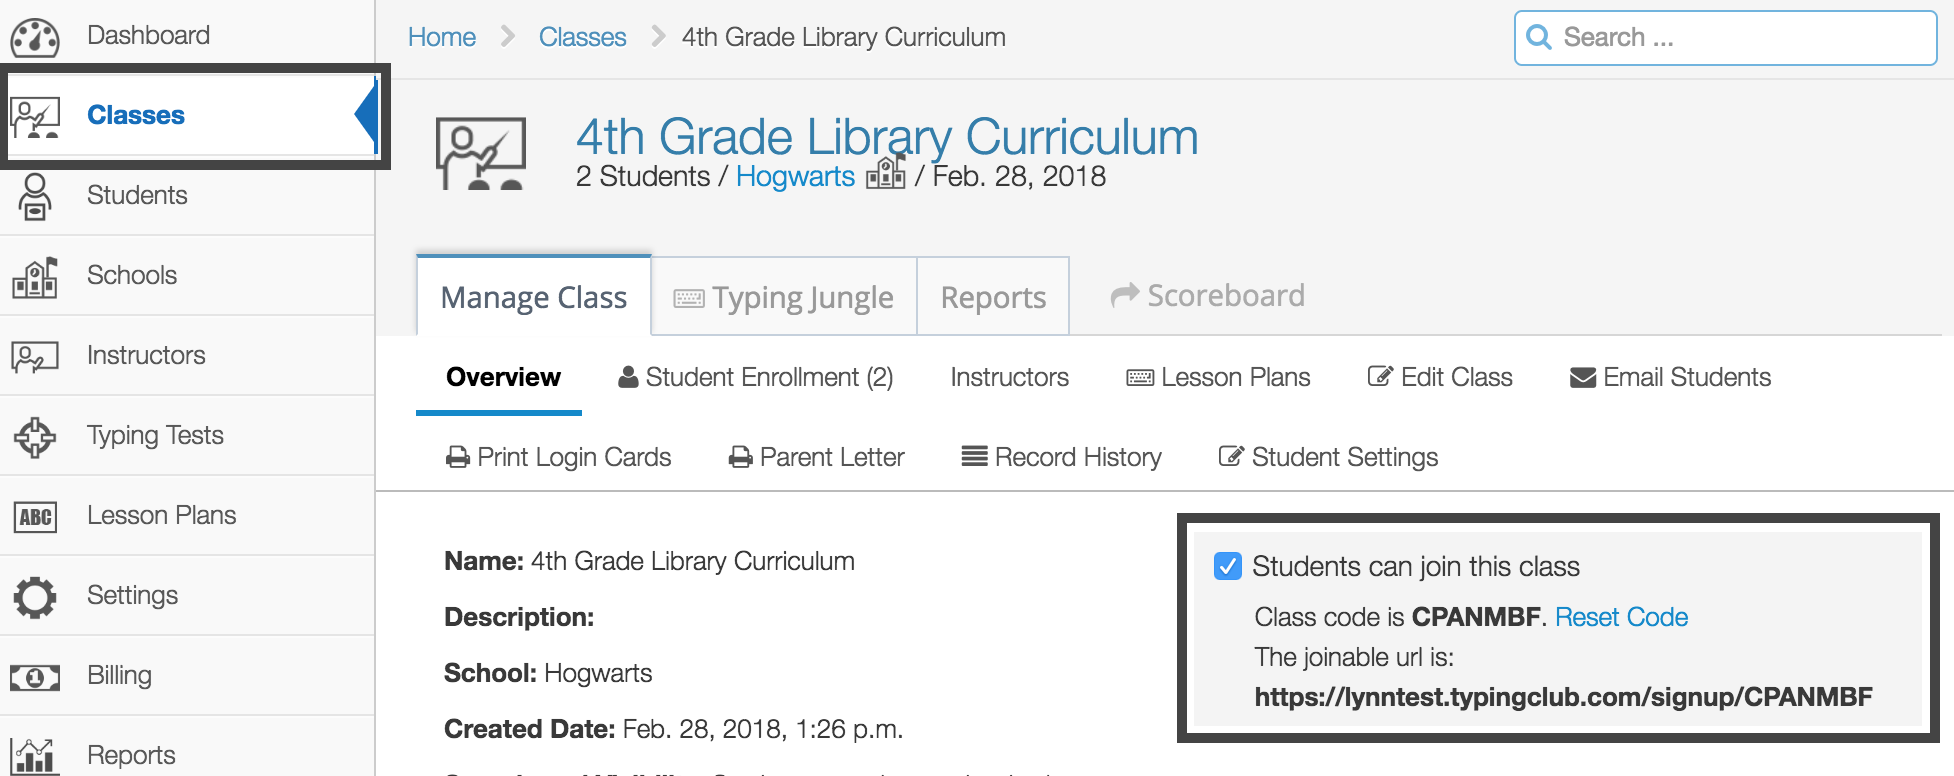 Dashboard
Classes
Students
Schools
Instructors
Typing Tests
ABC
Lesson Plans
Settings
1
Billing
Reports
Home Classes 4th Grade Library Curriculum
Search ...
4th Grade Library Curriculum
2 Students / Hogwarts / Feb. 28, 2018
Manage Class Typing Jungle Reports Scoreboard
Overview Student Enrollment (2) Instructors Lesson Plans Edit Class Email Students
Print Login Cards Parent Letter Record History Student Settings
Name: 4th Grade Library Curriculum
Description:
School: Hogwarts
Created Date: Feb. 28, 2018, 1:26 p.m.
Students can join this class
Class code is CPANMBF. Reset Code
The joinable url is:
https://lynntest.typingclub.com/signup/CPANMBF